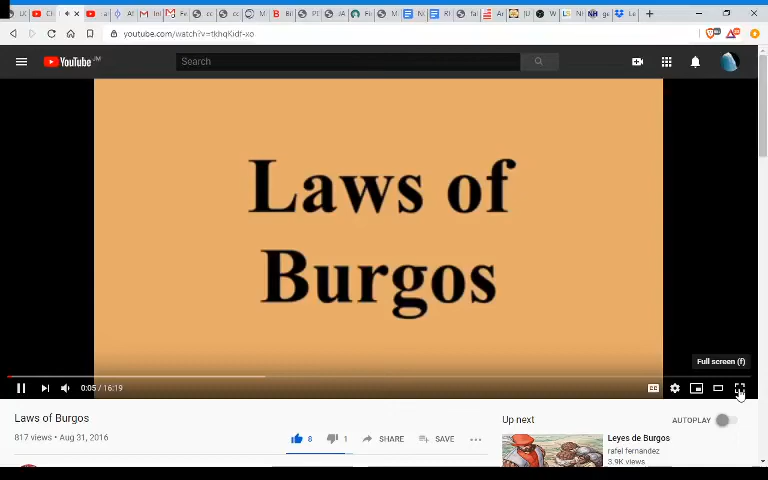 youtube.com/watch?v=tkhqKidf-xo
YouTube JM
Search
Laws of
Burgos
Full screen (f)
0:05 / 16:19
CC
Laws of Burgos
817 views • Aug 31, 2016
8
1
SHARE
SAVE
Up next
AUTOPLAY
Leyes de Burgos
rafel fernandez
3.9K views